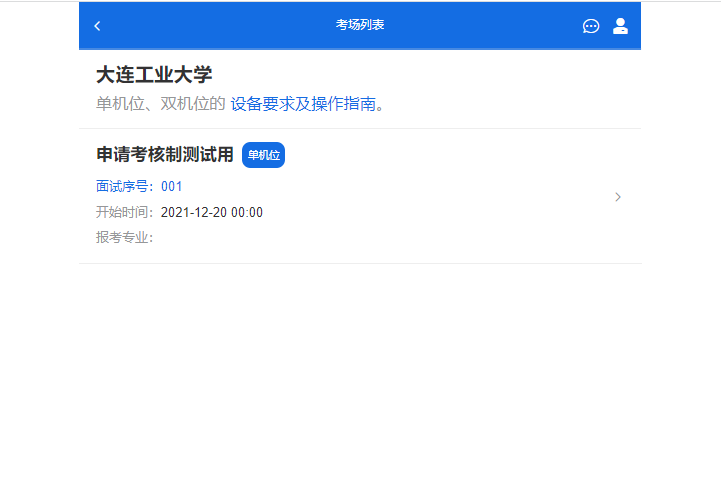 考场列表
大连工业大学
单机位、双机位的 设备要求及操作指南。
申请考核制测试用 单机位
面试序号：001
开始时间：2021-12-20 00:00
报考专业：